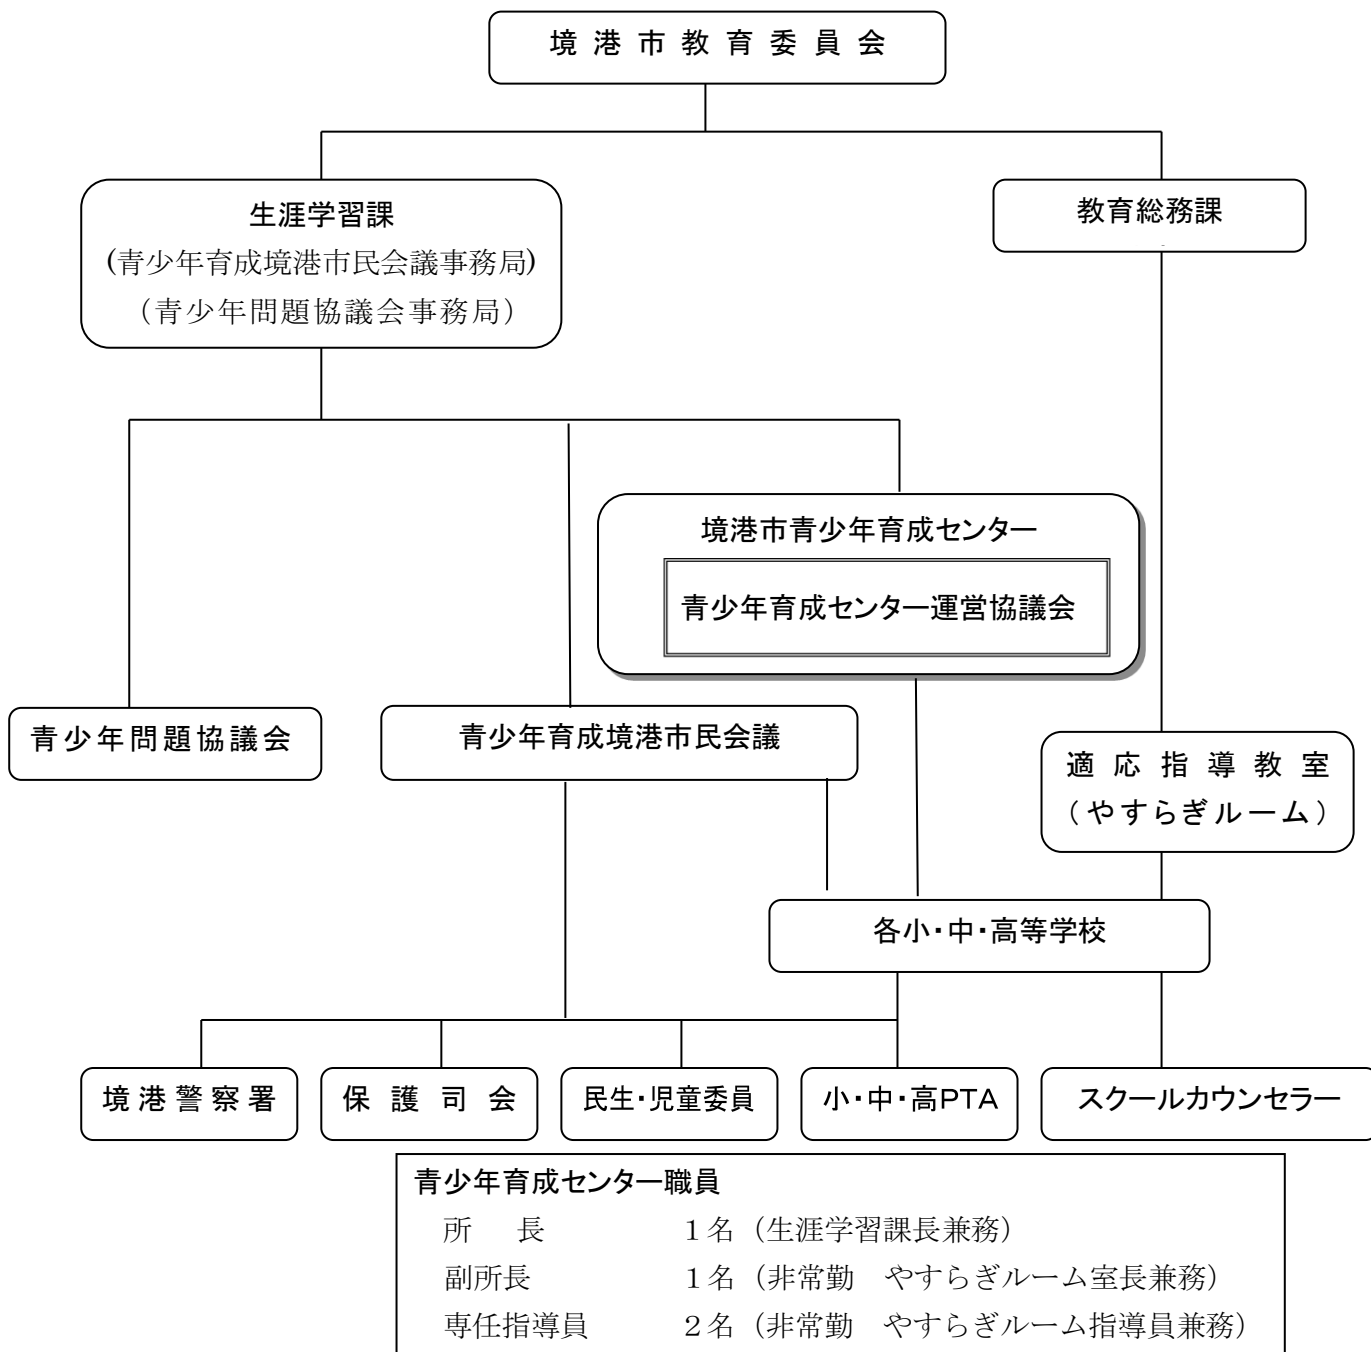 境港市教育委員会
生涯学習課
(青少年育成境港市民会議事務局)
（青少年問題協議会事務局）
教育総務課
境港市青少年育成センター
青少年育成センター運営協議会
青少年問題協議会
青少年育成境港市民会議
適応指導教室
（やすらぎルーム）
各小・中・高等学校
境港警察署
保護司会
民生・児童委員
小・中・高PTA
スクールカウンセラー
青少年育成センター職員
所　長　１名（生涯学習課長兼務）
副所長　１名（非常勤　やすらぎルーム室長兼務）
専任指導員　２名（非常勤　やすらぎルーム指導員兼務）